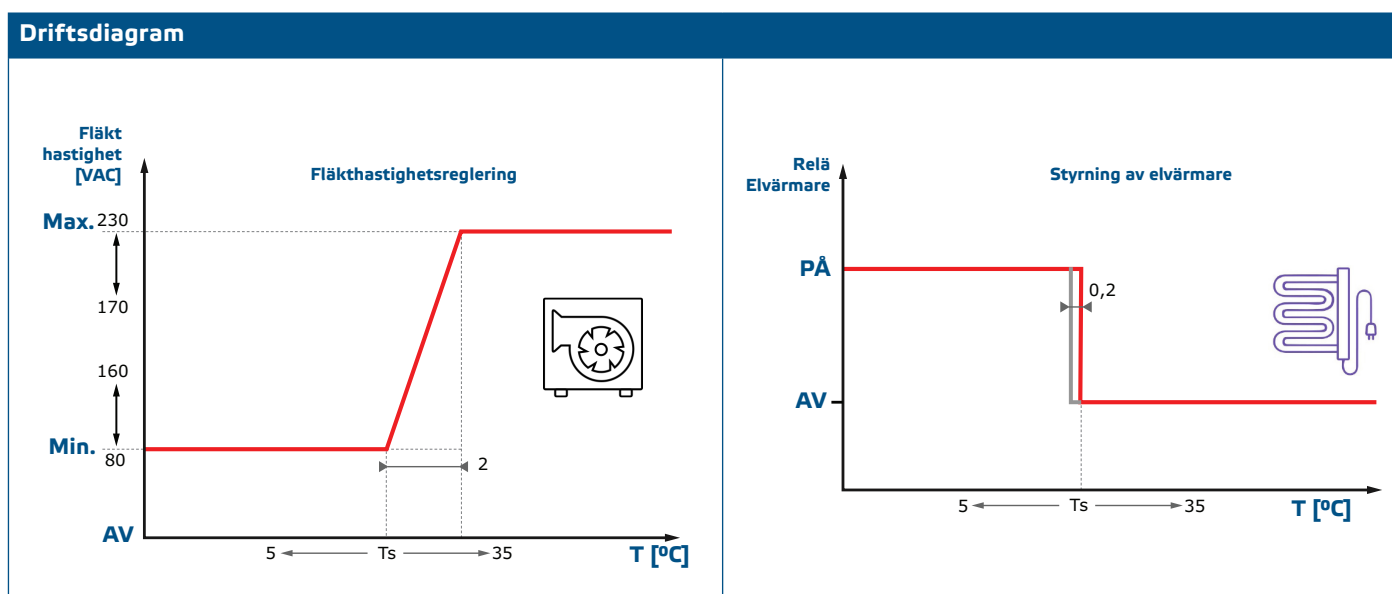 Driftsdiagram
Fläkt
hastighet
[VAC]
Fläkthastighetsreglering
Max. 230
170
160
Min. 80
2
AV
5 Ts 35
T [ºC]
Relä
Elvärmare
Styrning av elvärmare
PÅ
0,2
AV
5 Ts 35
T [ºC]